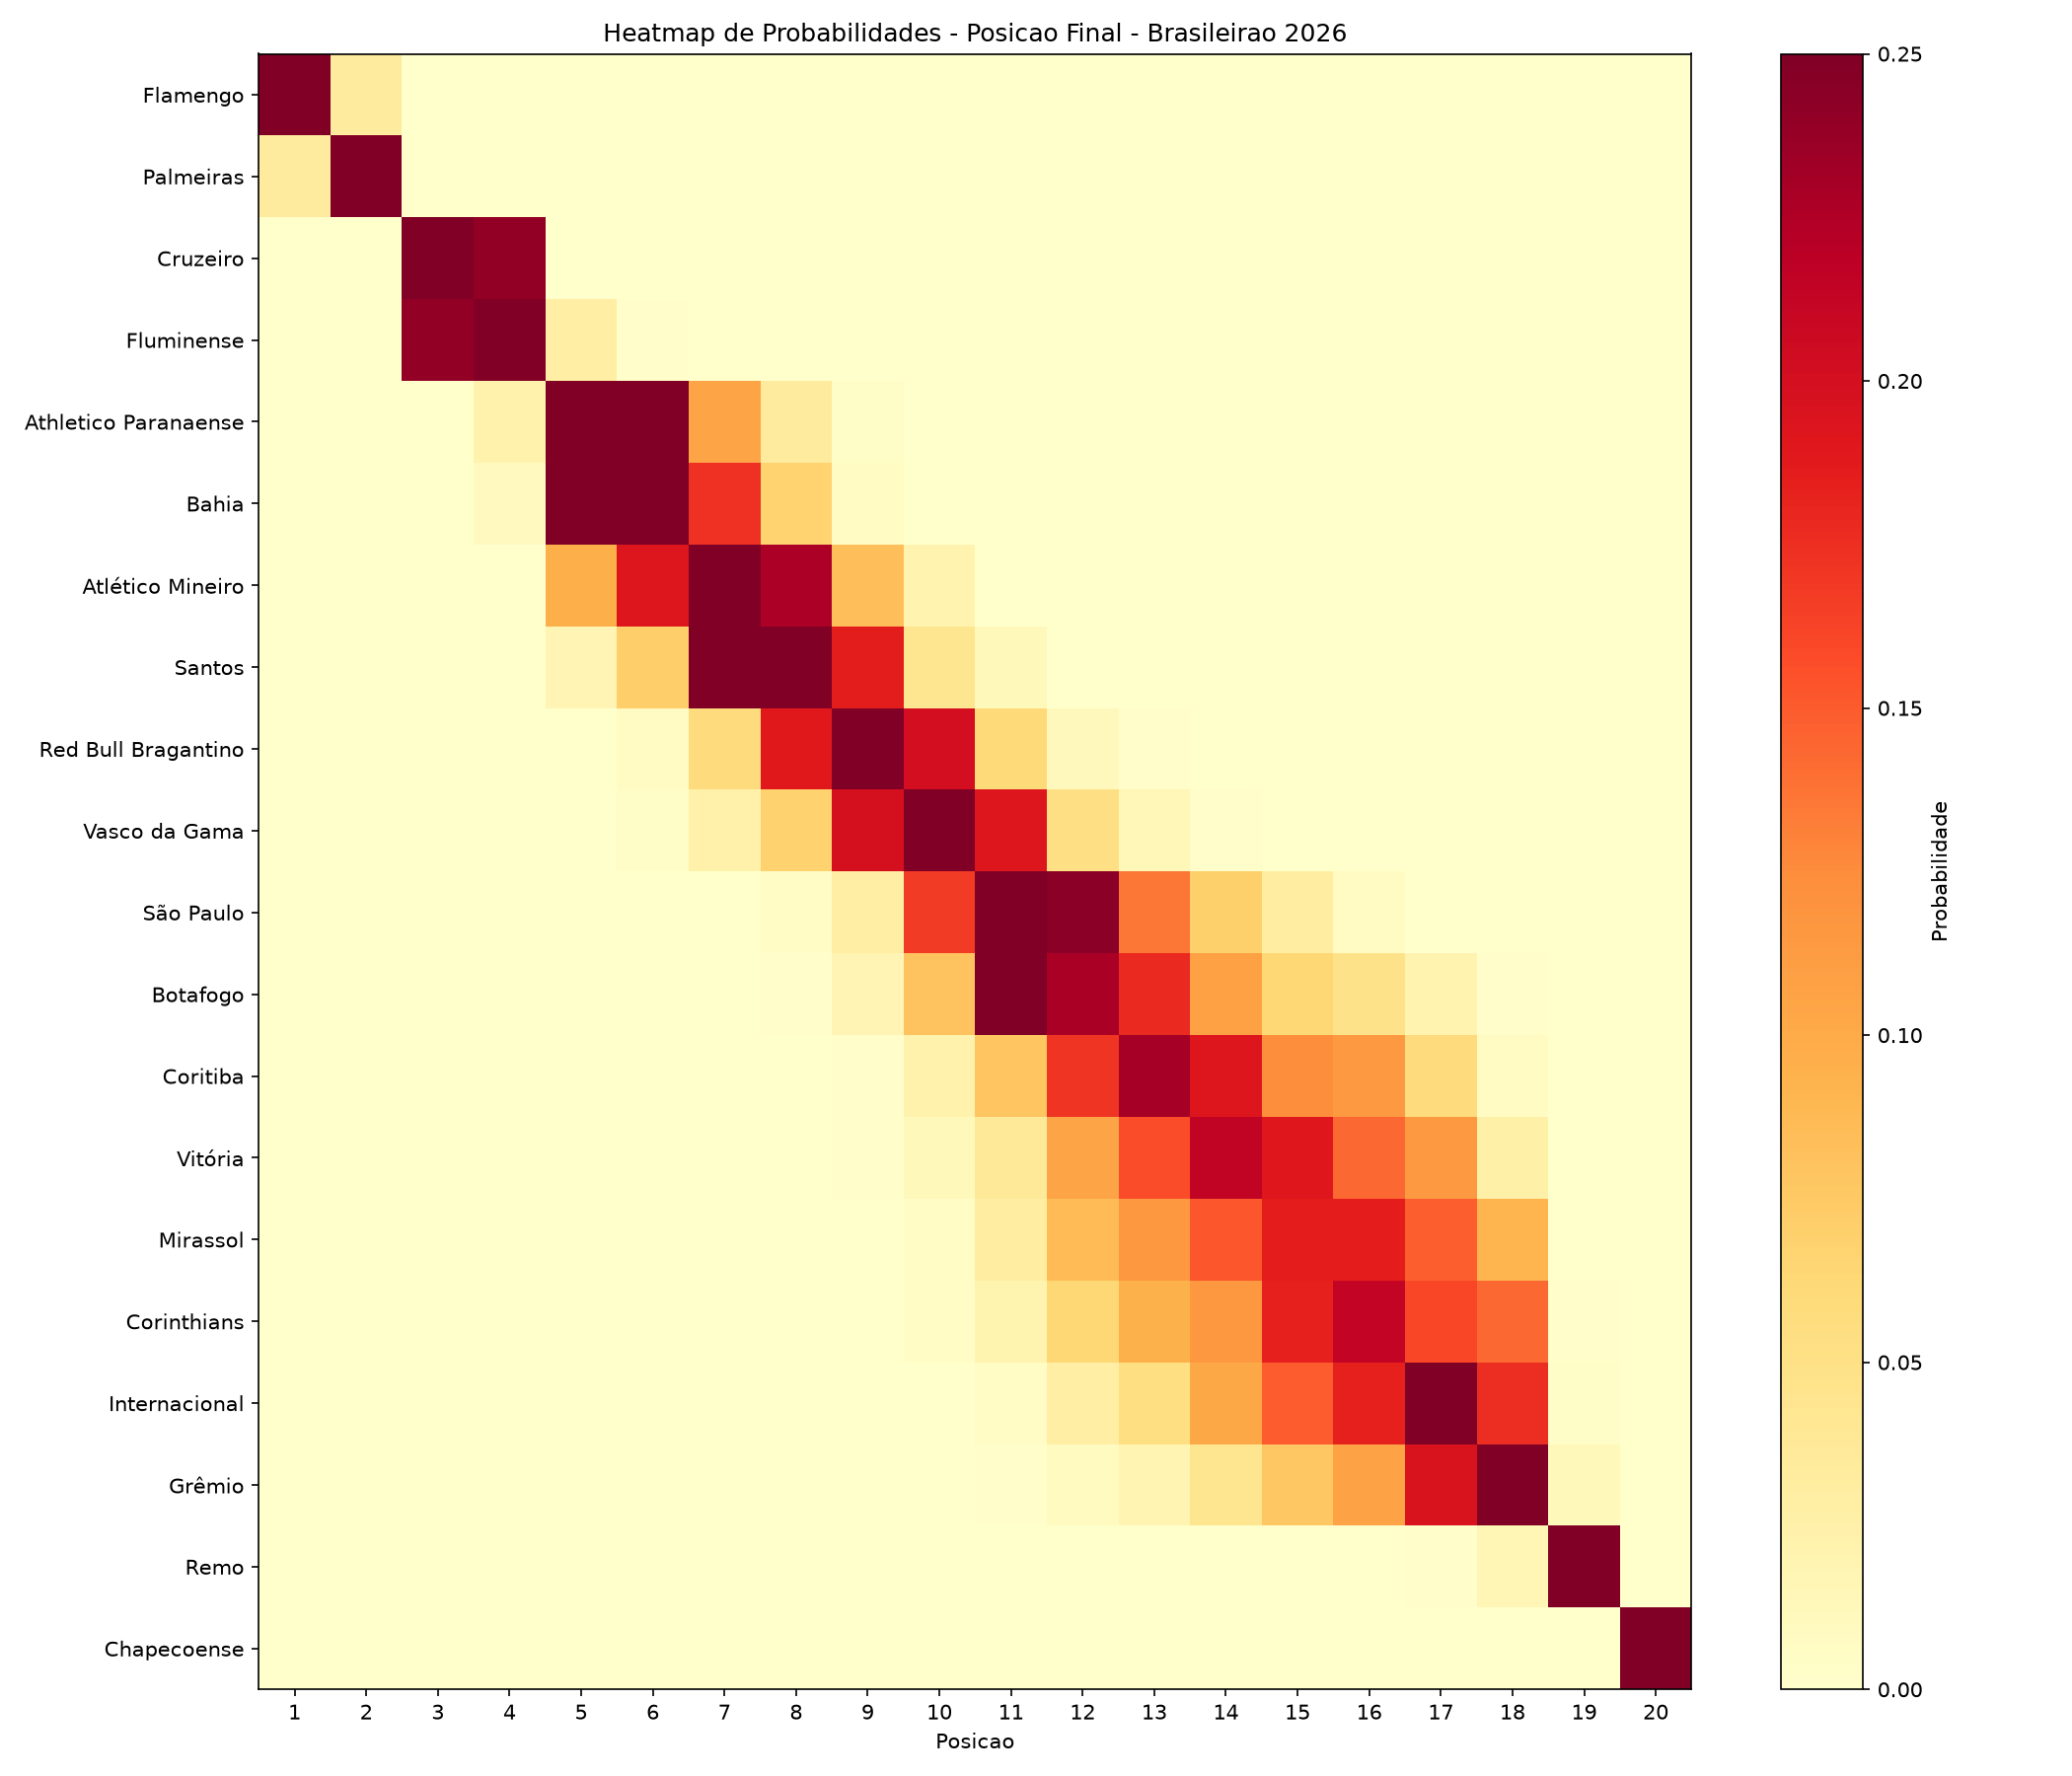 Heatmap de Probabilidades - Posicao Final - Brasileirao 2026
Flamengo
Palmeiras
Cruzeiro
Fluminense
Athletico Paranaense
Bahia
Atlético Mineiro
Santos
Red Bull Bragantino
Vasco da Gama
São Paulo
Botafogo
Coritiba
Vitória
Mirassol
Corinthians
Internacional
Grêmio
Remo
Chapecoense
1 2 3 4 5 6 7 8 9 10 11 12 13 14 15 16 17 18 19 20
Posicao
0.25
0.20
0.15
0.10
0.05
0.00
Probabilidade